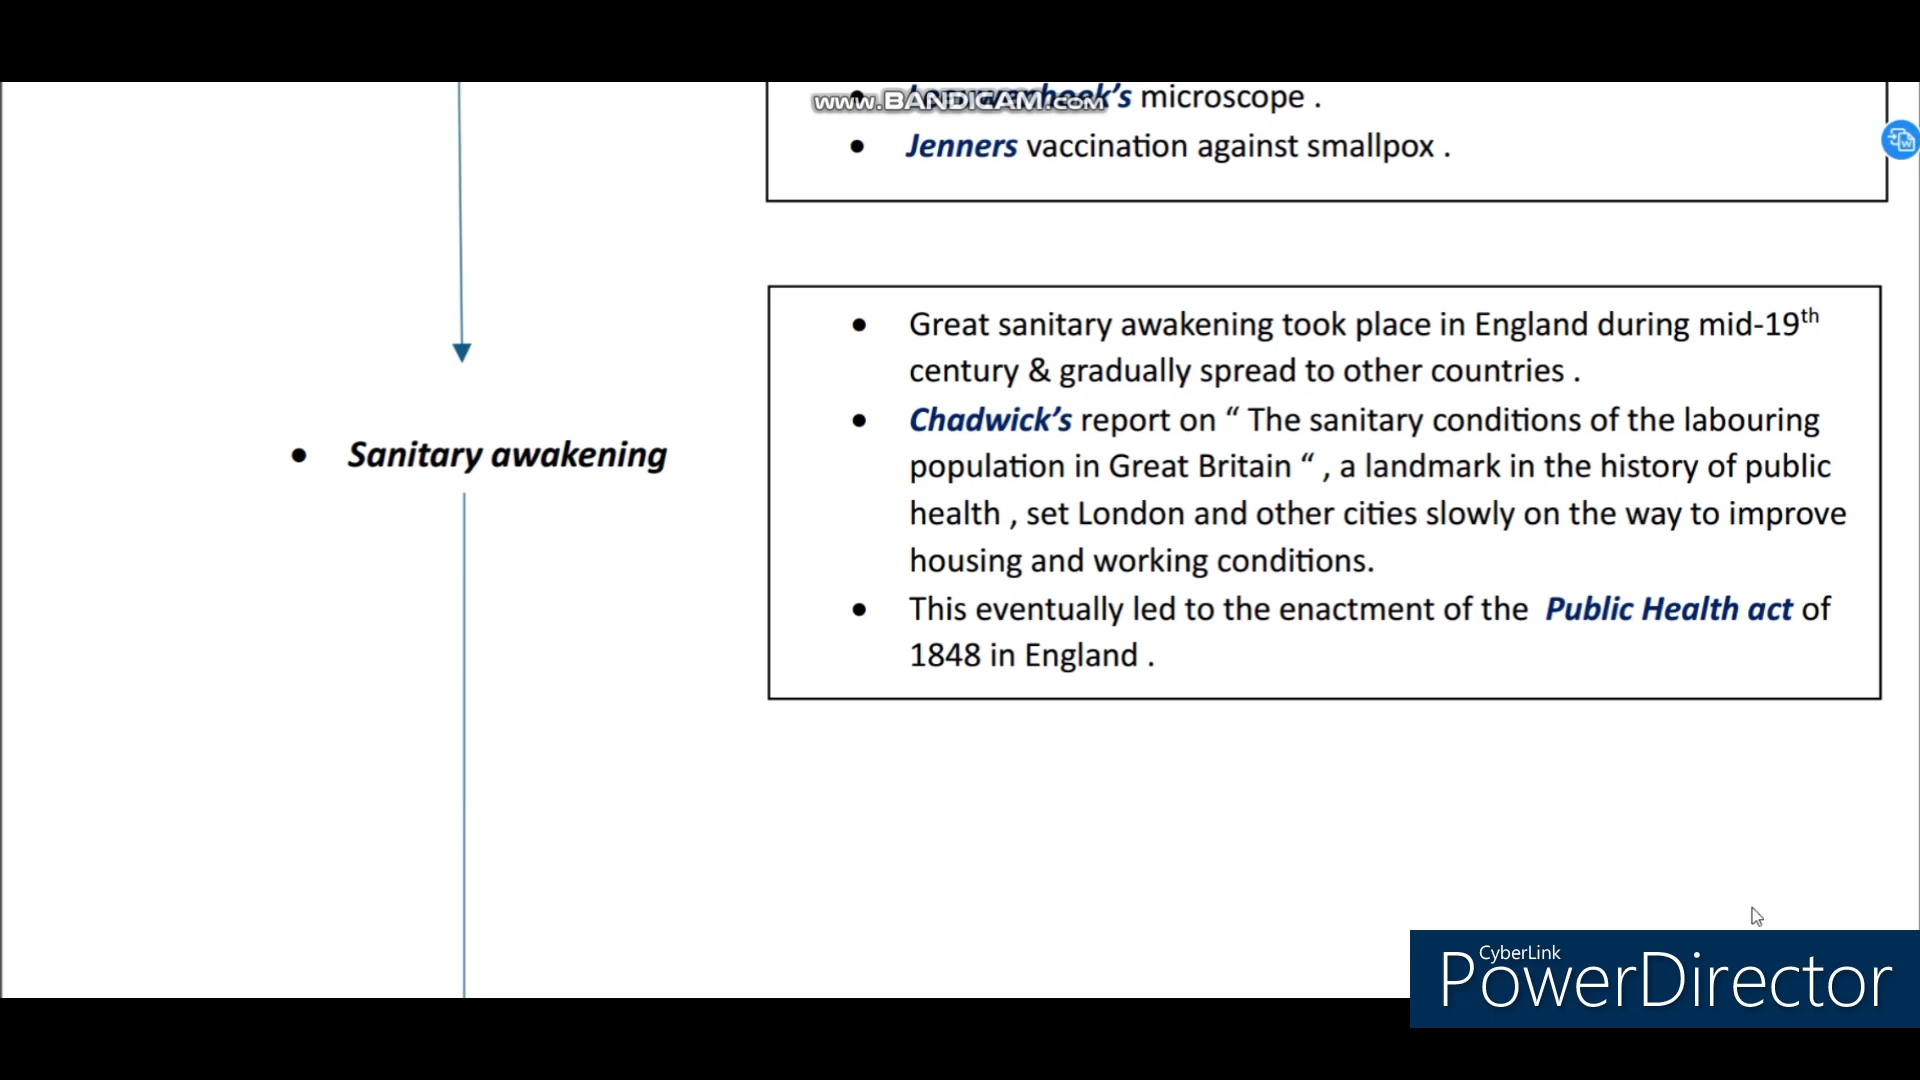 www.BANDICAM.com
microscope .
• Jenners vaccination against smallpox .
• Great sanitary awakening took place in England during mid-19th
century & gradually spread to other countries .
• Chadwick’s report on “ The sanitary conditions of the labouring
population in Great Britain “ , a landmark in the history of public
health , set London and other cities slowly on the way to improve
housing and working conditions.
• This eventually led to the enactment of the Public Health act of
1848 in England .
• Sanitary awakening
CyberLink
PowerDirector